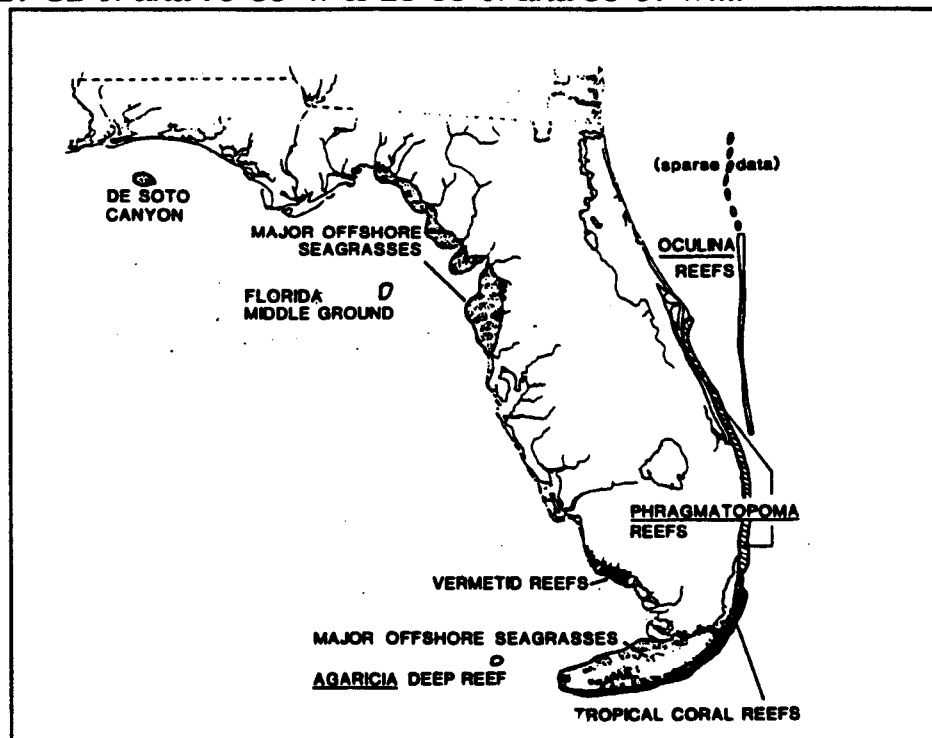 (sparse data)
DE SOTO
CANYON
MAJOR OFFSHORE
SEAGRASSES
OCULINA
REEFS
FLORIDA
MIDDLE GROUND
PHRAGMATOPOMA
REEFS
VERMETID REEFS
MAJOR OFFSHORE SEAGRASSES
AGARICIA DEEP REEF
TROPICAL CORAL REEFS